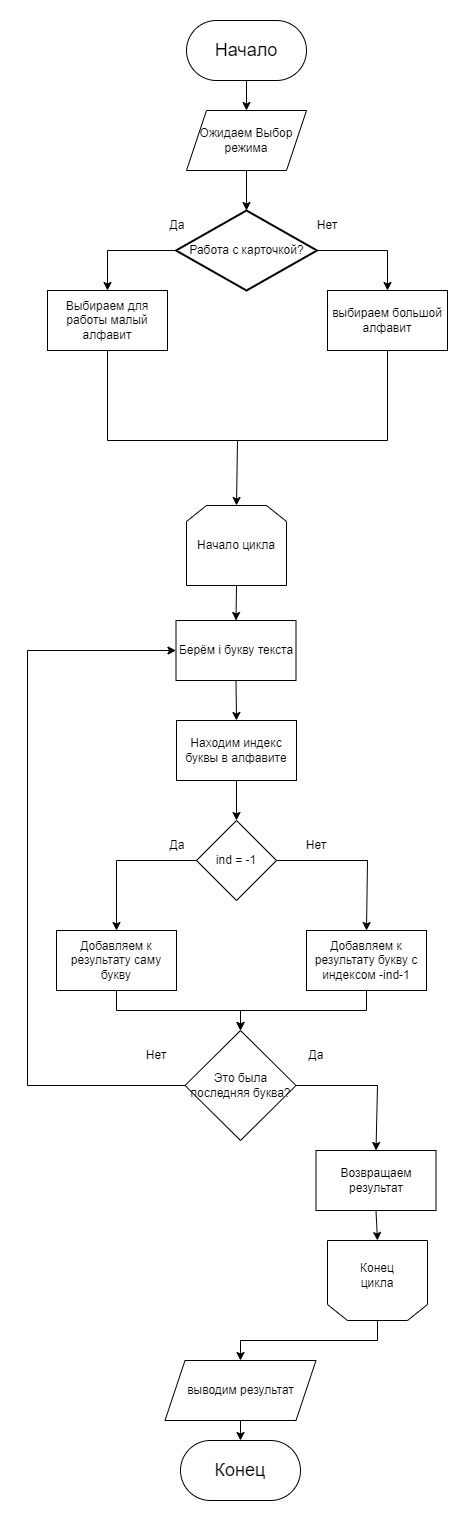 Начало
Ожидаем Выбор
режима
Да
Нет
Работа с карточкой?
Выбираем для
работы малый
алфавит
выбираем большой
алфавит
Начало цикла
Берём i букву текста
Находим индекс
буквы в алфавите
Да
Нет
ind = -1
Добавляем к
результату саму
букву
Добавляем к
результату букву с
индексом -ind-1
Нет
Да
Это была
последняя буква?
Возвращаем
результат
Конец
цикла
выводим результат
Конец